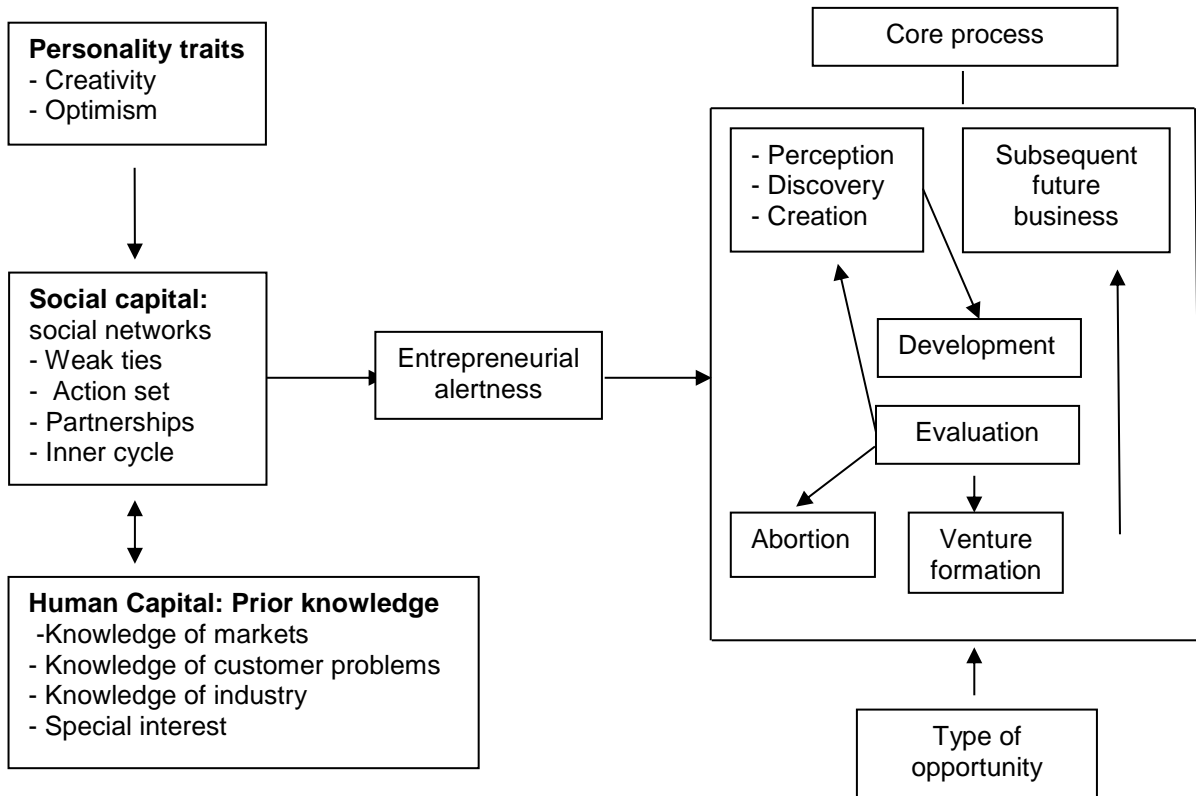 Personality traits
- Creativity
- Optimism
Social capital:
social networks
- Weak ties
- Action set
- Partnerships
- Inner cycle
Human Capital: Prior knowledge
-Knowledge of markets
- Knowledge of customer problems
- Knowledge of industry
- Special interest
Entrepreneurial
alertness
Core process
- Perception
- Discovery
- Creation
Subsequent
future
business
Development
Evaluation
Abortion
Venture
formation
Type of
opportunity